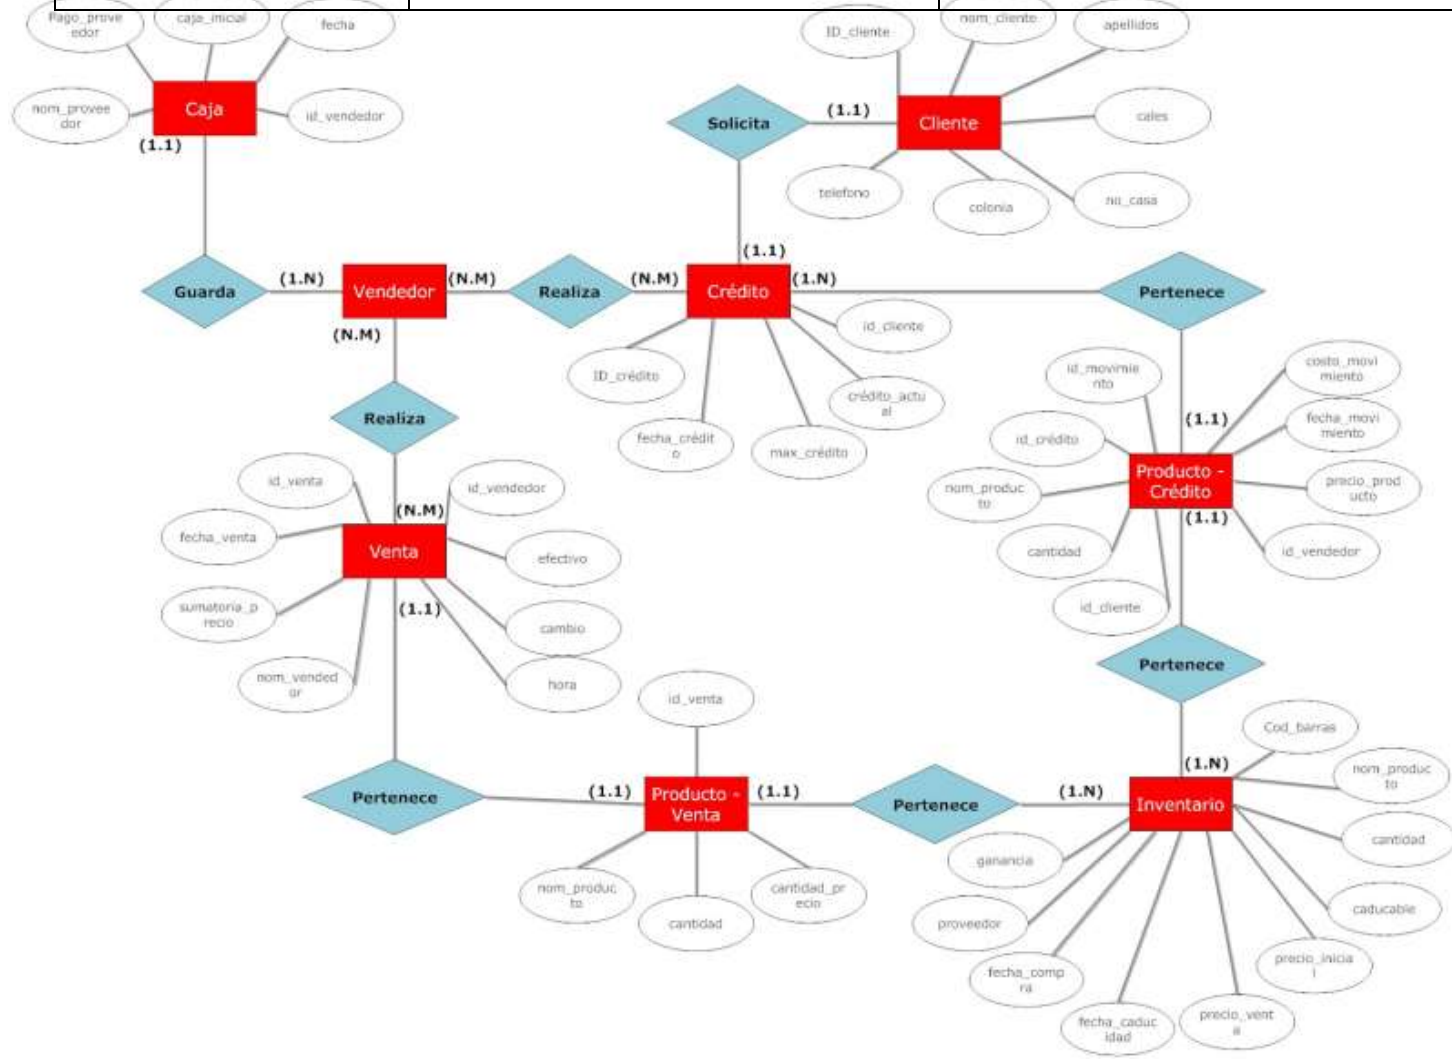 Pago_prove
edor
caja_inicial
fecha
nom_provee
dor
Caja
id_vendedor
(1.1)
ID_cliente
nom_cliente
apellidos
Solicita
(1.1)
Cliente
cales
telefono
colonia
no_casa
(1.1)
Guarda
(1.N)
Vendedor
(N.M)
Realiza
(N.M)
Crédito
(1.N)
Pertenece
(N.M)
id_cliente
ID_crédito
crédito_actu
al
fecha_crédit
o
max_crédito
id_movimie
nto
costo_movi
miento
(1.1)
fecha_movi
miento
id_crédito
Producto -
Crédito
nom_produc
to
precio_prod
ucto
(1.1)
cantidad
id_vendedor
id_cliente
Realiza
id_venta
id_vendedor
(N.M)
fecha_venta
Venta
efectivo
sumatoria_p
recio
(1.1)
cambio
nom_vended
or
hora
Pertenece
id_venta
Cod_barras
(1.N)
nom_produc
to
Pertenece
(1.1)
Producto -
Venta
(1.1)
Pertenece
(1.N)
Inventario
cantidad
ganancia
nom_produc
to
cantidad
cantidad_pr
ecio
caducable
proveedor
precio_inicia
l
fecha_comp
ra
fecha_caduc
idad
precio_vent
a